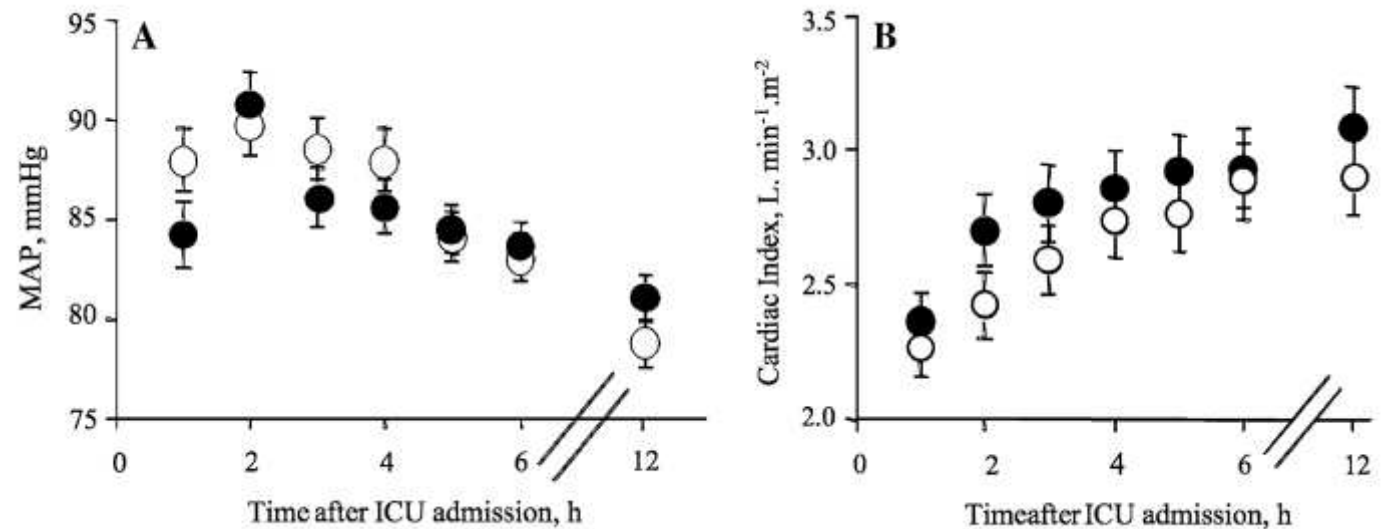 A
MAP, mmHg
95
90
85
80
75
0 2 4 6 12
Time after ICU admission, h
B
Cardiac Index, L. min⁻¹.m⁻²
3.5
3.0
2.5
2.0
0 2 4 6 12
Timeafter ICU admission, h